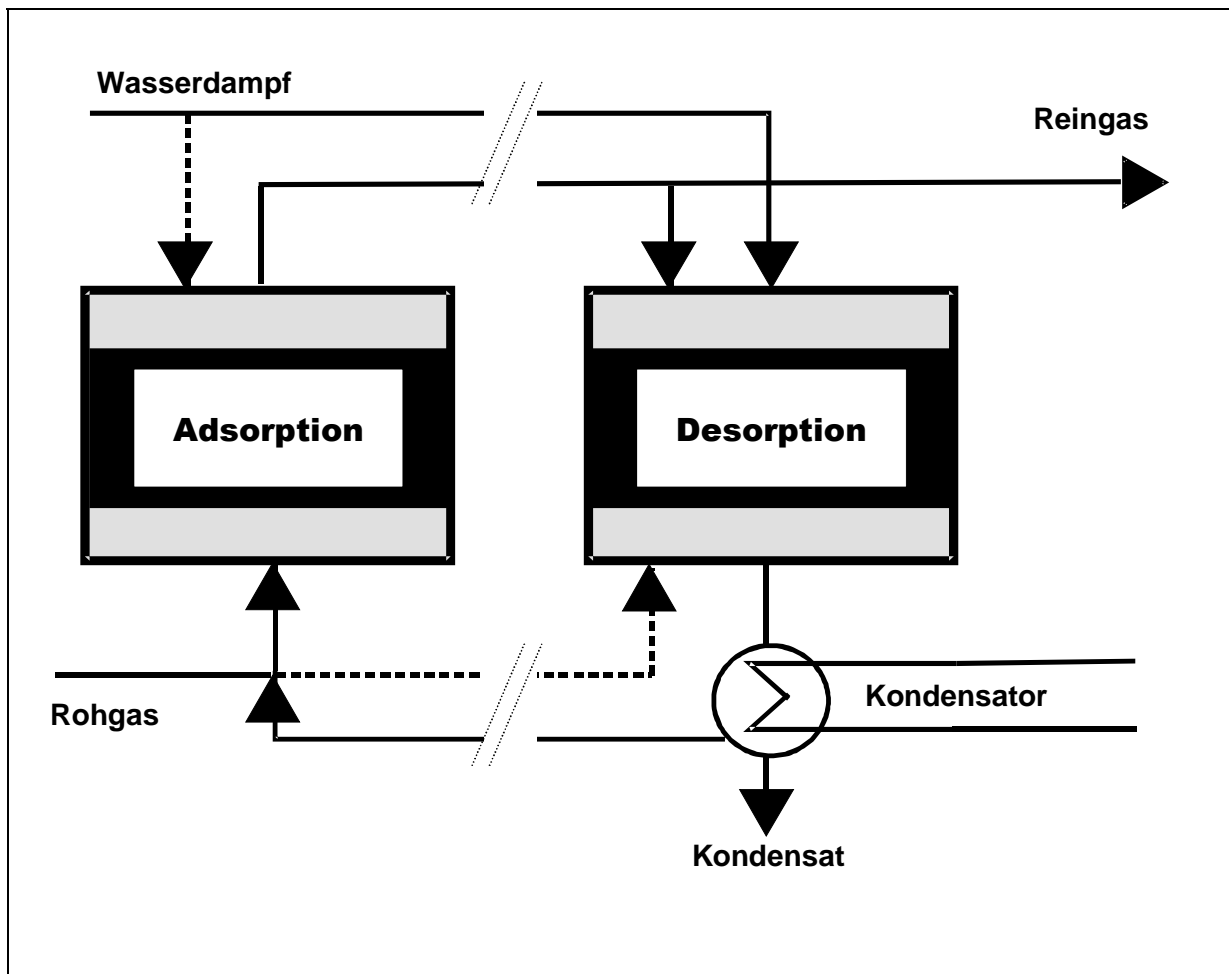 Wasserdampf
Reingas
Adsorption
Desorption
Rohgas
Kondensator
Kondensat